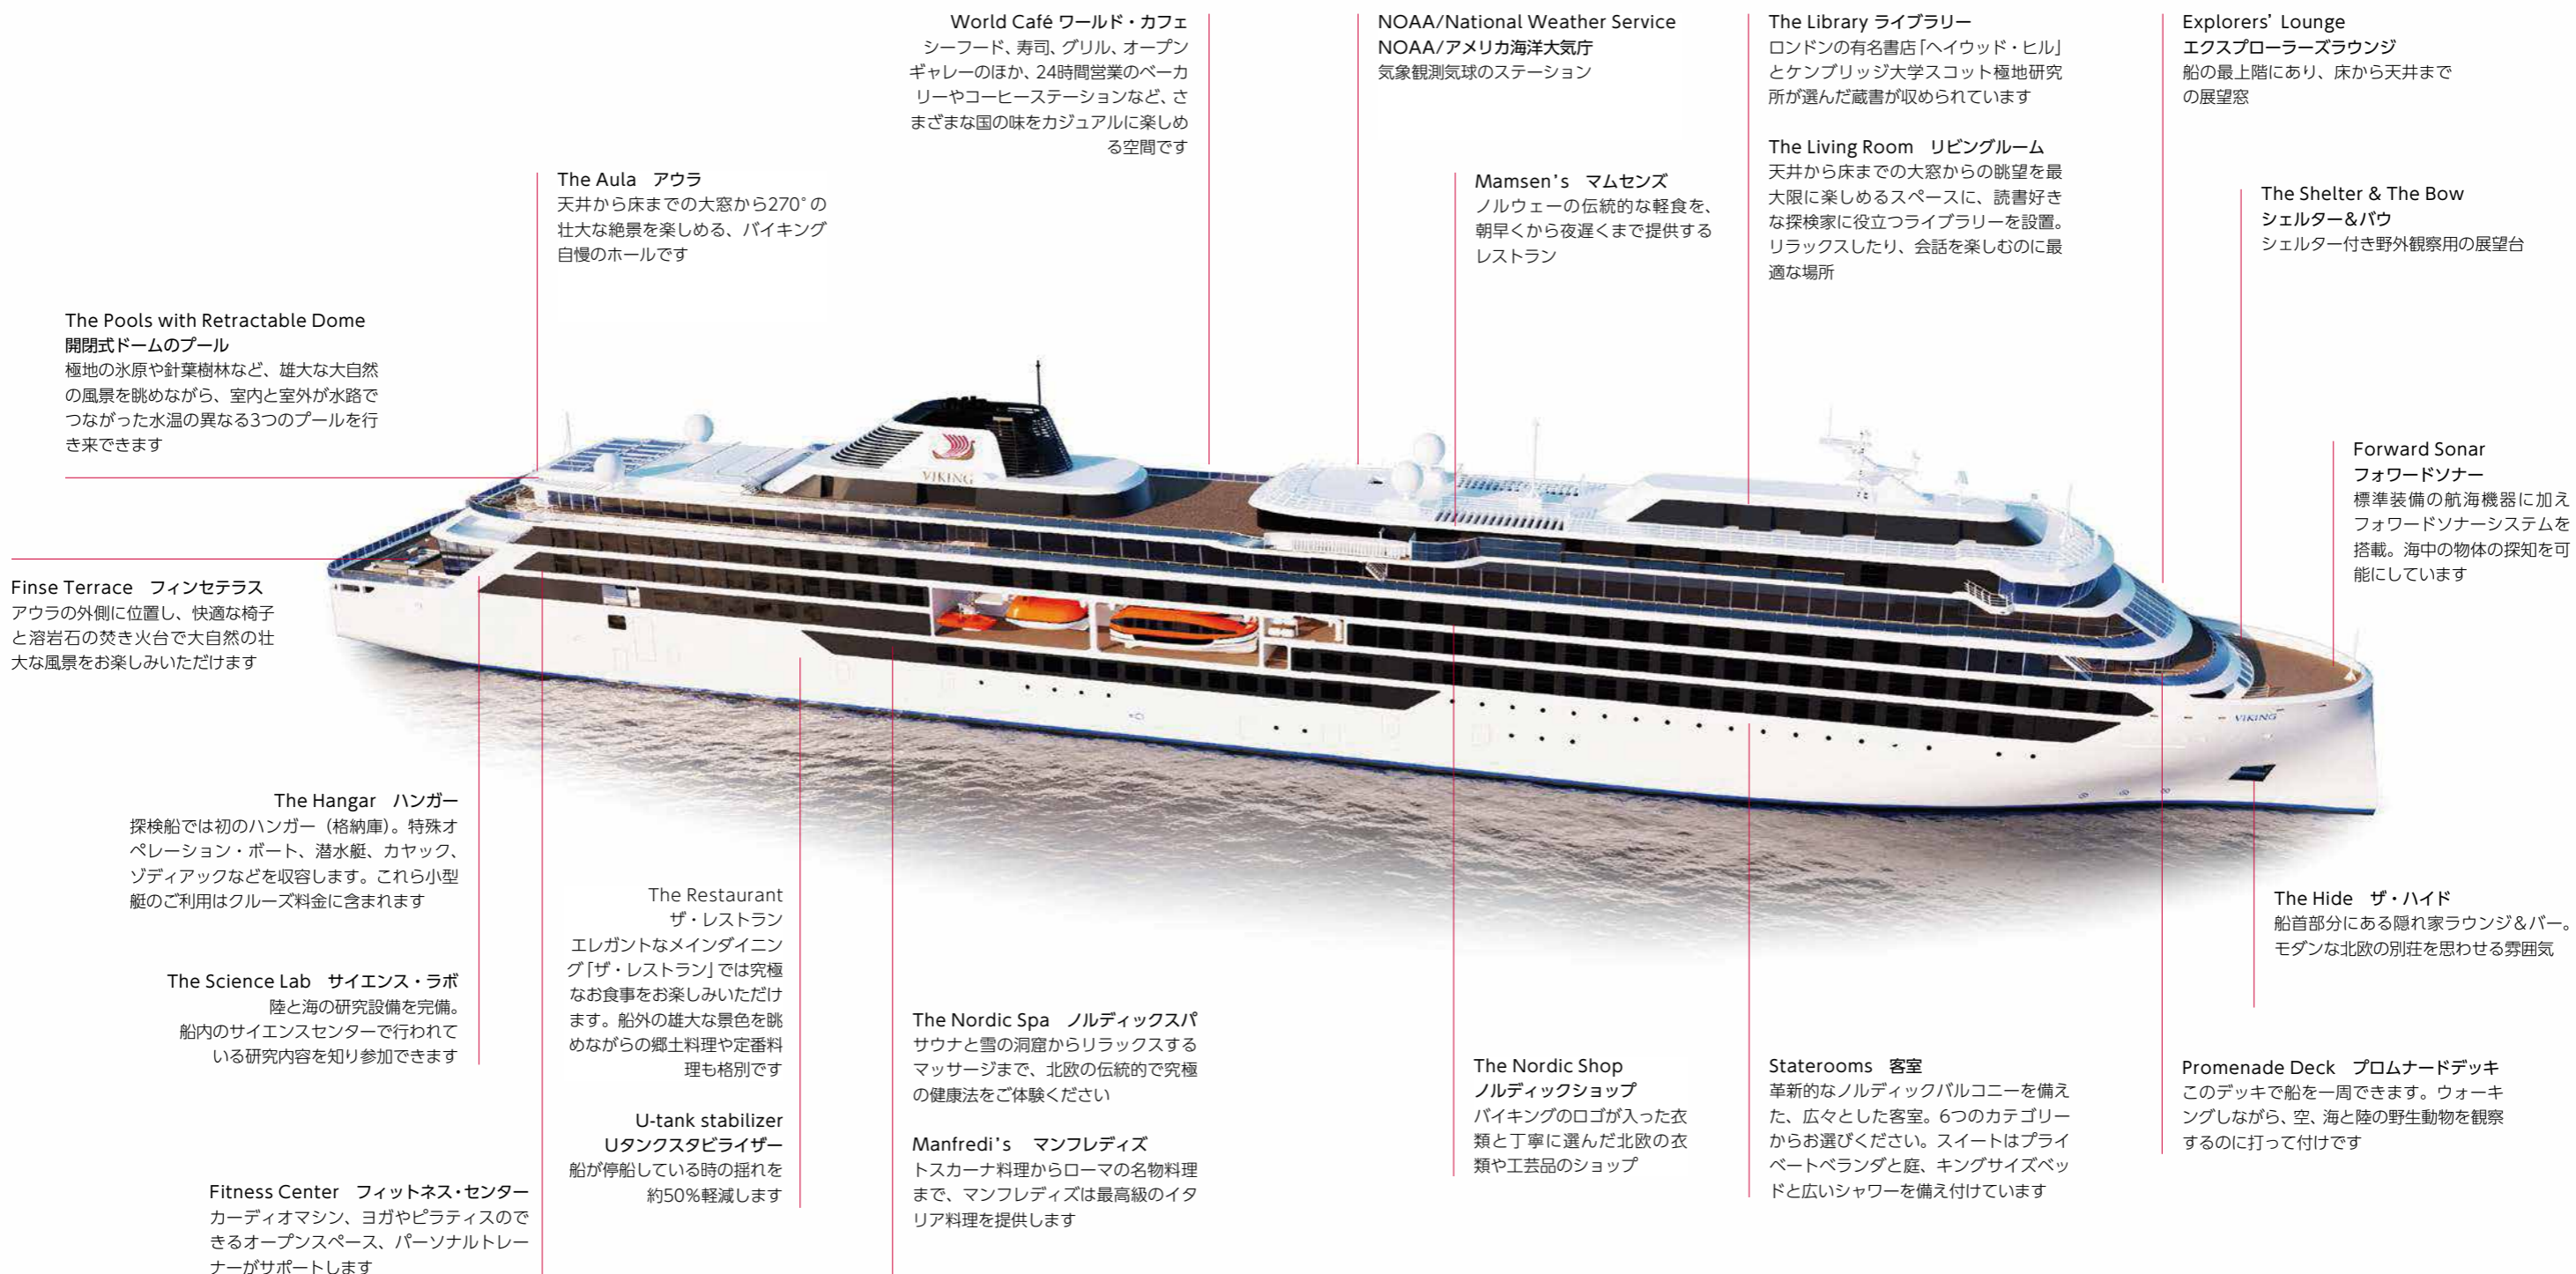 World Café ワールド・カフェ
シーフード、寿司、グリル、オープン
ギャレーのほか、24時間営業のベーカ
リーやコーヒーステーションなど、さ
まざまな国の味をカジュアルに楽しめ
る空間です
NOAA/National Weather Service
NOAA/アメリカ海洋大気庁
気象観測気球のステーション
The Library ライブラリー
ロンドンの有名書店「ヘイウッド・ヒル」
とケンブリッジ大学スコット極地研究
所が選んだ蔵書が収められています
The Living Room リビングルーム
天井から床までの大窓からの眺望を最
大限に楽しめるスペースに、読書好き
な探検家に役立つライブラリーを設置。
リラックスしたり、会話を楽しむのに最
適な場所
Explorers' Lounge
エクスプローラーズラウンジ
船の最上階にあり、床から天井まで
の展望窓
The Aula アウラ
天井から床までの大窓から270°の
壮大な絶景を楽しめる、バイキング
自慢のホールです
Mamsen's マムセンズ
ノルウェーの伝統的な軽食を、
朝早くから夜遅くまで提供する
レストラン
The Shelter & The Bow
シェルター&バウ
シェルター付き野外観察用の展望台
The Pools with Retractable Dome
開閉式ドームのプール
極地の氷原や針葉樹林など、雄大な大自然
の風景を眺めながら、室内と室外が水路で
つながった水温の異なる3つのプールを行
き来できます
Forward Sonar
フォワードソナー
標準装備の航海機器に加え
フォワードソナーシステムを
搭載。海中の物体の探知を可
能にしています
VIKING
Finse Terrace フィンセテラス
アウラの外側に位置し、快適な椅子
と溶岩石の焚き火台で大自然の壮
大な風景をお楽しみいただけます
VIKING
The Hangar ハンガー
探検船では初のハンガー（格納庫）。特殊オ
ペレーション・ボート、潜水艇、カヤック、
ゾディアックなどを収容します。これら小型
艇のご利用はクルーズ料金に含まれます
The Science Lab サイエンス・ラボ
陸と海の研究設備を完備。
船内のサイエンスセンターで行われて
いる研究内容を知り参加できます
Fitness Center フィットネス・センター
カーディオマシン、ヨガやピラティスので
きるオープンスペース、パーソナルトレー
ナーがサポートします
The Restaurant
ザ・レストラン
エレガントなメインダイニン
グ「ザ・レストラン」では究極
なお食事をお楽しみいただけ
ます。船外の雄大な景色を眺
めながらの郷土料理や定番料
理も格別です
U-tank stabilizer
Uタンクスタビライザー
船が停船している時の揺れを
約50%軽減します
The Nordic Spa ノルディックスパ
サウナと雪の洞窟からリラックスする
マッサージまで、北欧の伝統的で究極
の健康法をご体験ください
Manfredi's マンフレディズ
トスカーナ料理からローマの名物料理
まで、マンフレディズは最高級のイタ
リア料理を提供します
The Nordic Shop
ノルディックショップ
バイキングのロゴが入った衣
類と丁寧に選んだ北欧の衣
類や工芸品のショップ
Staterooms 客室
革新的なノルディックバルコニーを備え
た、広々とした客室。6つのカテゴリー
からお選びください。スイートはプライ
ベートベランダと庭、キングサイズベッ
ドと広いシャワーを備え付けています
The Hide ザ・ハイド
船首部分にある隠れ家ラウンジ&バー。
モダンな北欧の別荘を思わせる雰囲気
Promenade Deck プロムナードデッキ
このデッキで船を一周できます。ウォーキ
ングしながら、空、海と陸の野生動物を観察
するのに打って付けです